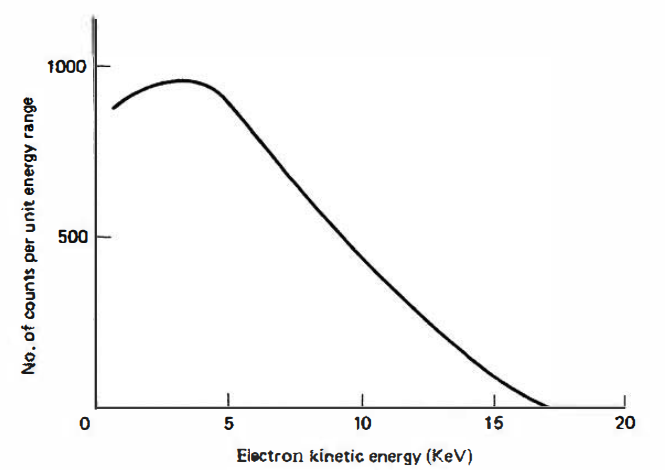 1000
500
No. of counts per unit energy range
0 5 10 15 20
Electron kinetic energy (KeV)